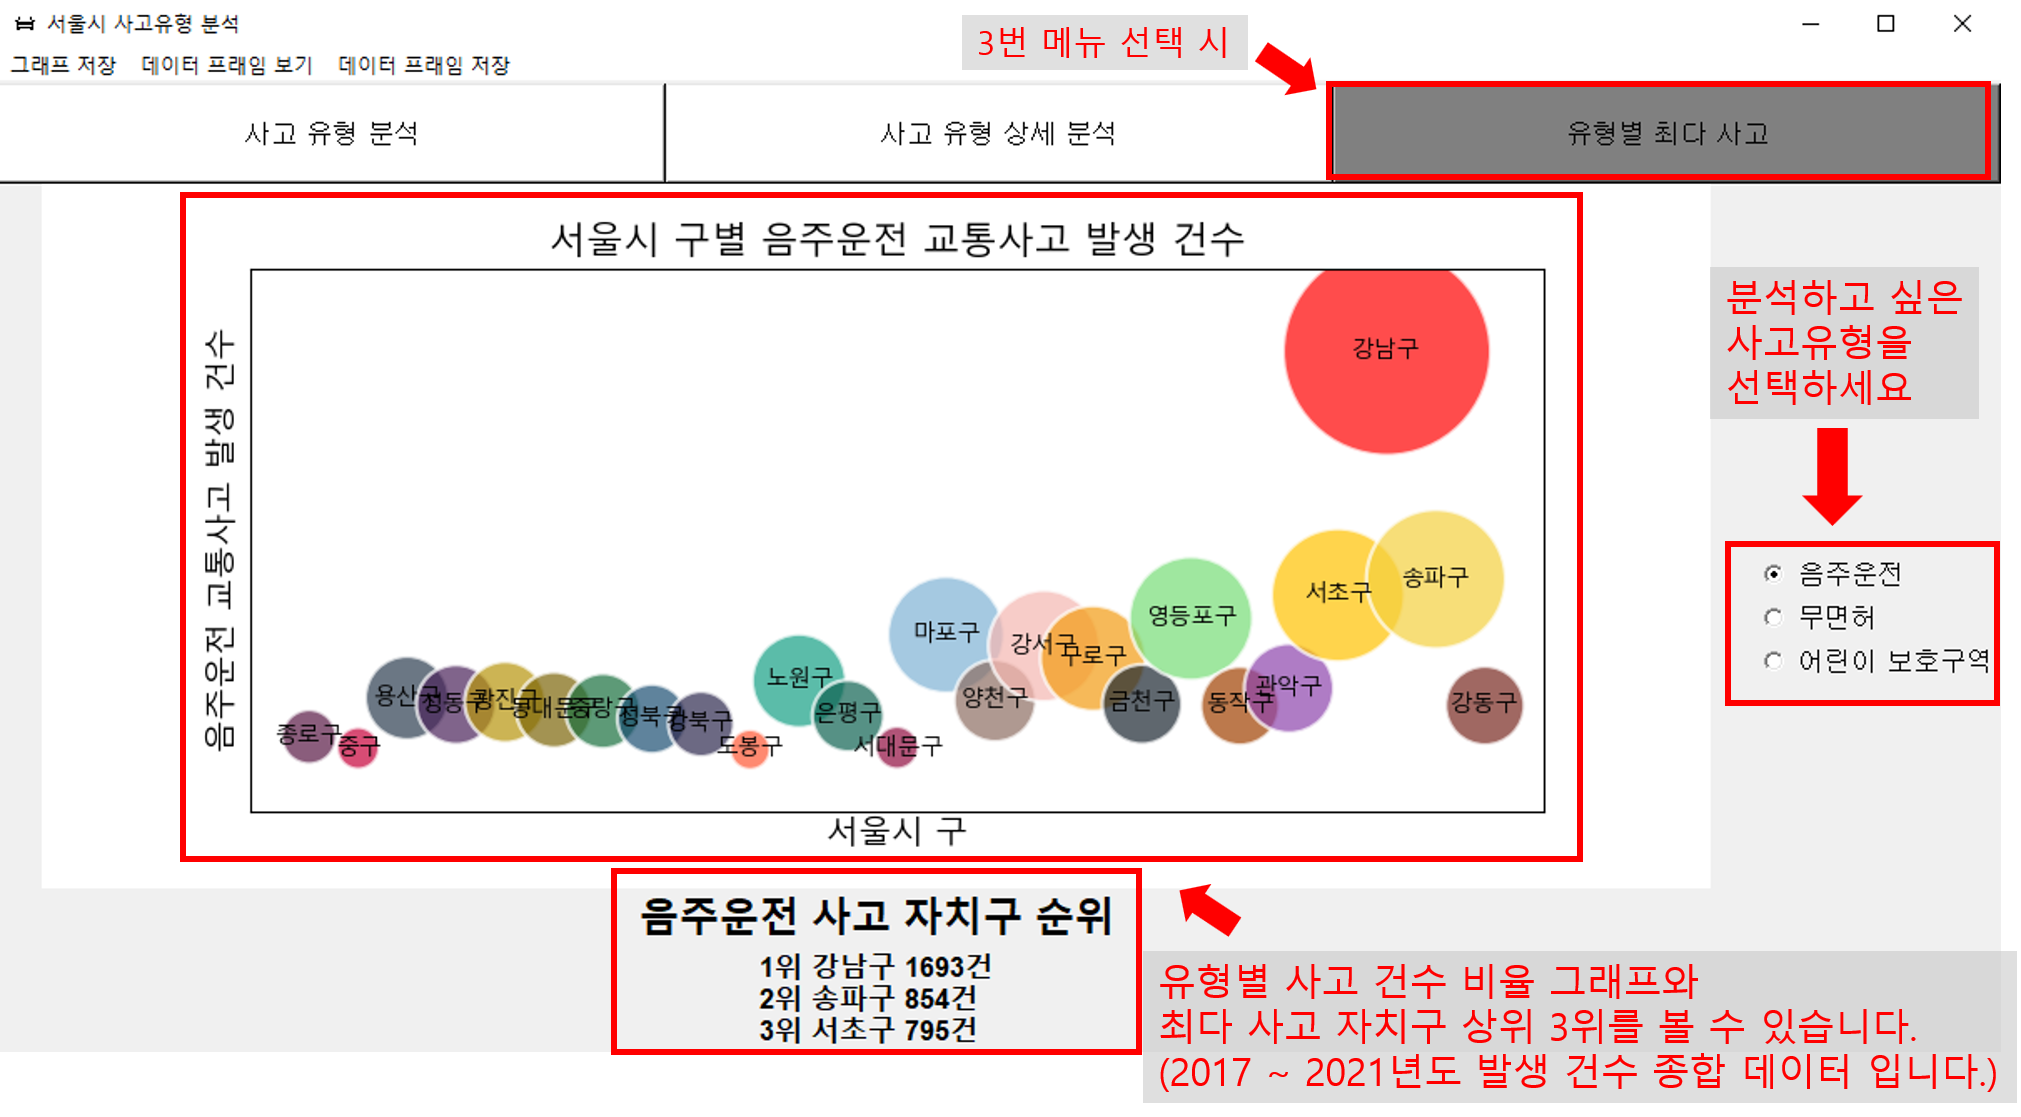 서울시 사고유형 분석
그래프 저장 데이터 프래임 보기 데이터 프래임 저장
3번 메뉴 선택 시
사고 유형 분석 사고 유형 상세 분석 유형별 최다 사고
서울시 구별 음주운전 교통사고 발생 건수
음주운전 교통사고 발생 건수
강남구
서초구
송파구
영등포구
마포구
강서구
구로구
노원구
양천구
금천구
동작구
관악구
강동구
용산구
성동구
광진구
동대문구
중랑구
성북구
강북구
은평구
종로구
중구
도봉구
서대문구
서울시 구
분석하고 싶은
사고유형을
선택하세요
음주운전
무면허
어린이 보호구역
음주운전 사고 자치구 순위
1위 강남구 1693건
2위 송파구 854건
3위 서초구 795건
유형별 사고 건수 비율 그래프와
최다 사고 자치구 상위 3위를 볼 수 있습니다.
(2017 ~ 2021년도 발생 건수 종합 데이터 입니다.)